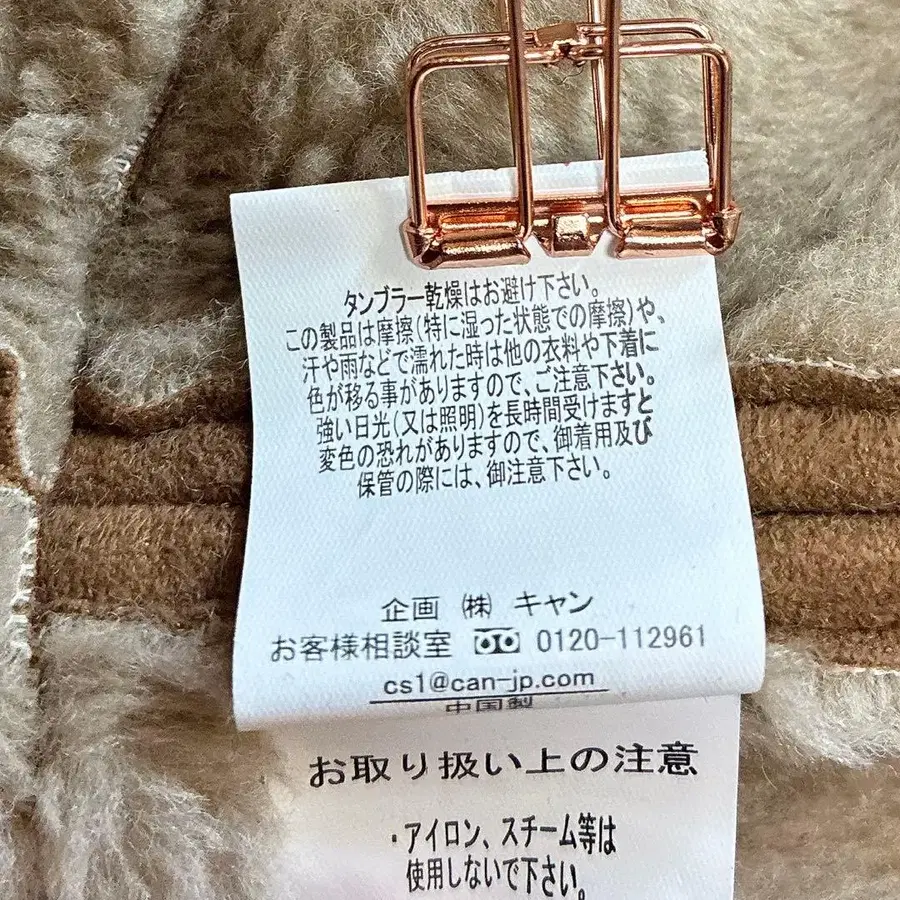 タンブラー乾燥はお避け下さい。
この製品は摩擦(特に湿った状態での摩擦)や、
汗や雨などで濡れた時は他の衣料や下着に
色が移る事がありますので、ご注意下さい。
強い日光(又は照明)を長時間受けますと
変色の恐れがありますので、御着用及び
保管の際には、御注意下さい。
企画 ㈱ キャン
お客様相談室 0120-112961
cs1@can-jp.com
中国製
お取り扱い上の注意
・アイロン、スチーム等は
使用しないで下さい。